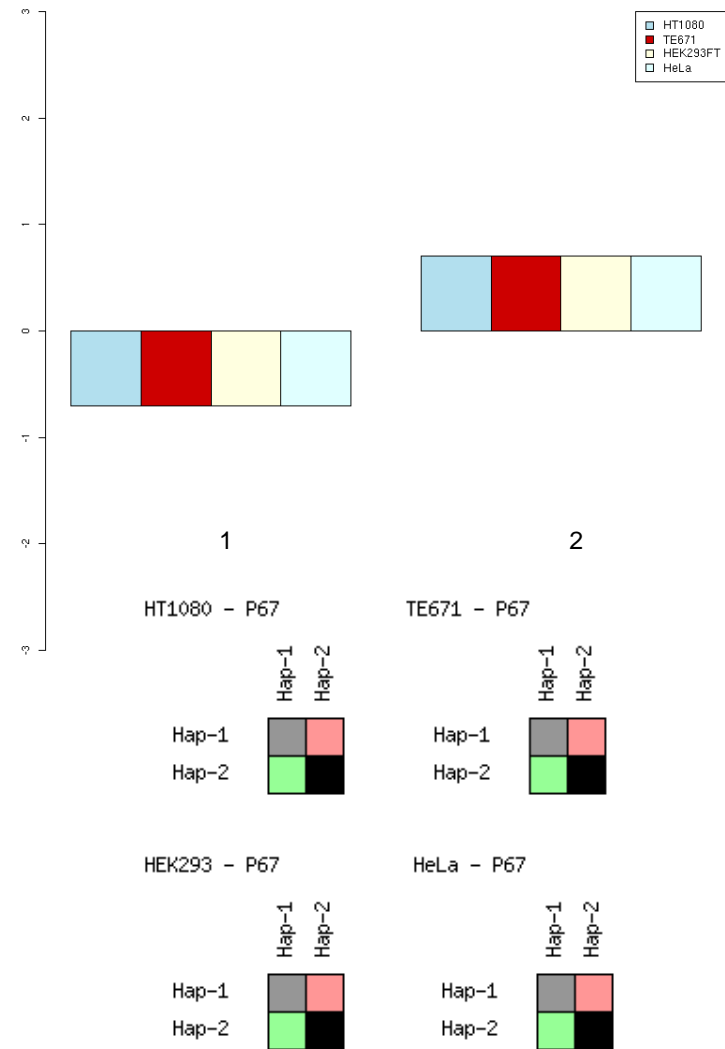 3
2
1
0
-1
-2
-3
HT1080
TE671
HEK293FT
HeLa
1
2
HT1080 - P67
TE671 - P67
Hap-1
Hap-2
Hap-1
Hap-2
Hap-1
Hap-2
Hap-1
Hap-2
HEK293 - P67
HeLa - P67
Hap-1
Hap-2
Hap-1
Hap-2
Hap-1
Hap-2
Hap-1
Hap-2